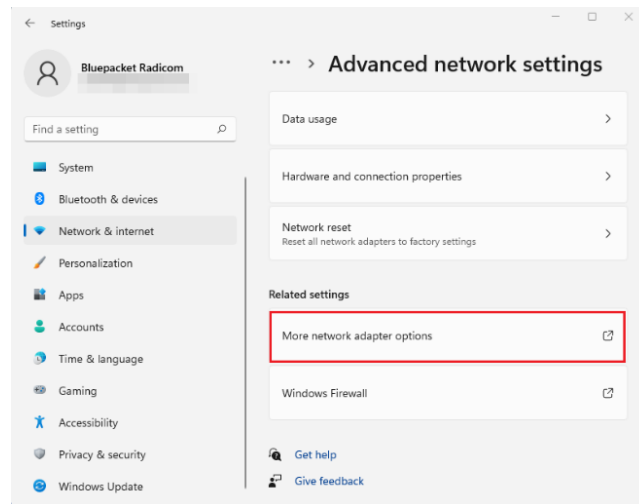 Settings
Bluepacket Radicom
Find a setting
System
Bluetooth & devices
Network & internet
Personalization
Apps
Accounts
Time & language
Gaming
Accessibility
Privacy & security
Windows Update
··· > Advanced network settings
Data usage
Hardware and connection properties
Network reset
Reset all network adapters to factory settings
Related settings
More network adapter options
Windows Firewall
Get help
Give feedback